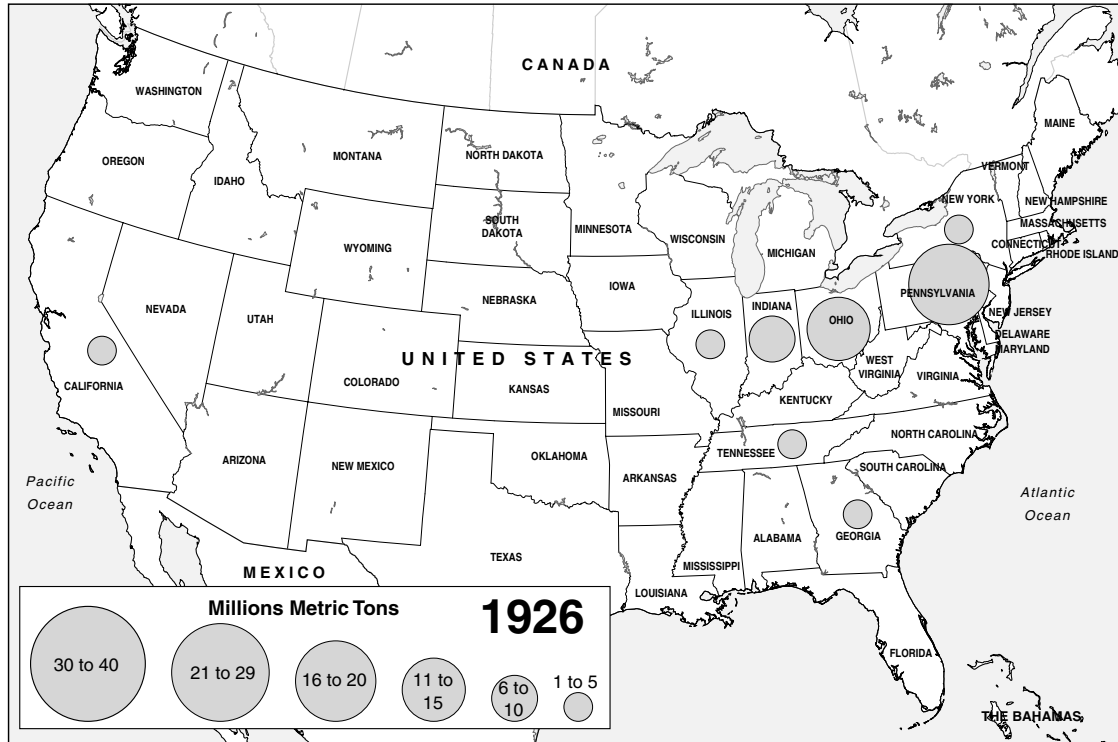 CANADA
WASHINGTON
MAINE
OREGON
MONTANA
NORTH DAKOTA
VERMONT
IDAHO
NEW YORK
NEW HAMPSHIRE
SOUTH
DAKOTA
MINNESOTA
MASSACHUSETTS
WISCONSIN
WYOMING
MICHIGAN
CONNECTICUT
RHODE ISLAND
IOWA
PENNSYLVANIA
NEBRASKA
NEVADA
ILLINOIS
INDIANA
OHIO
NEW JERSEY
UTAH
DELAWARE
MARYLAND
UNITED STATES
WEST
VIRGINIA
VIRGINIA
CALIFORNIA
COLORADO
KANSAS
KENTUCKY
MISSOURI
NORTH CAROLINA
TENNESSEE
OKLAHOMA
ARIZONA
NEW MEXICO
SOUTH CAROLINA
ARKANSAS
Pacific
Ocean
Atlantic
Ocean
ALABAMA
GEORGIA
TEXAS
MISSISSIPPI
MEXICO
LOUISIANA
FLORIDA
THE BAHAMAS
Millions Metric Tons
1926
30 to 40
21 to 29
16 to 20
11 to
15
6 to
10
1 to 5